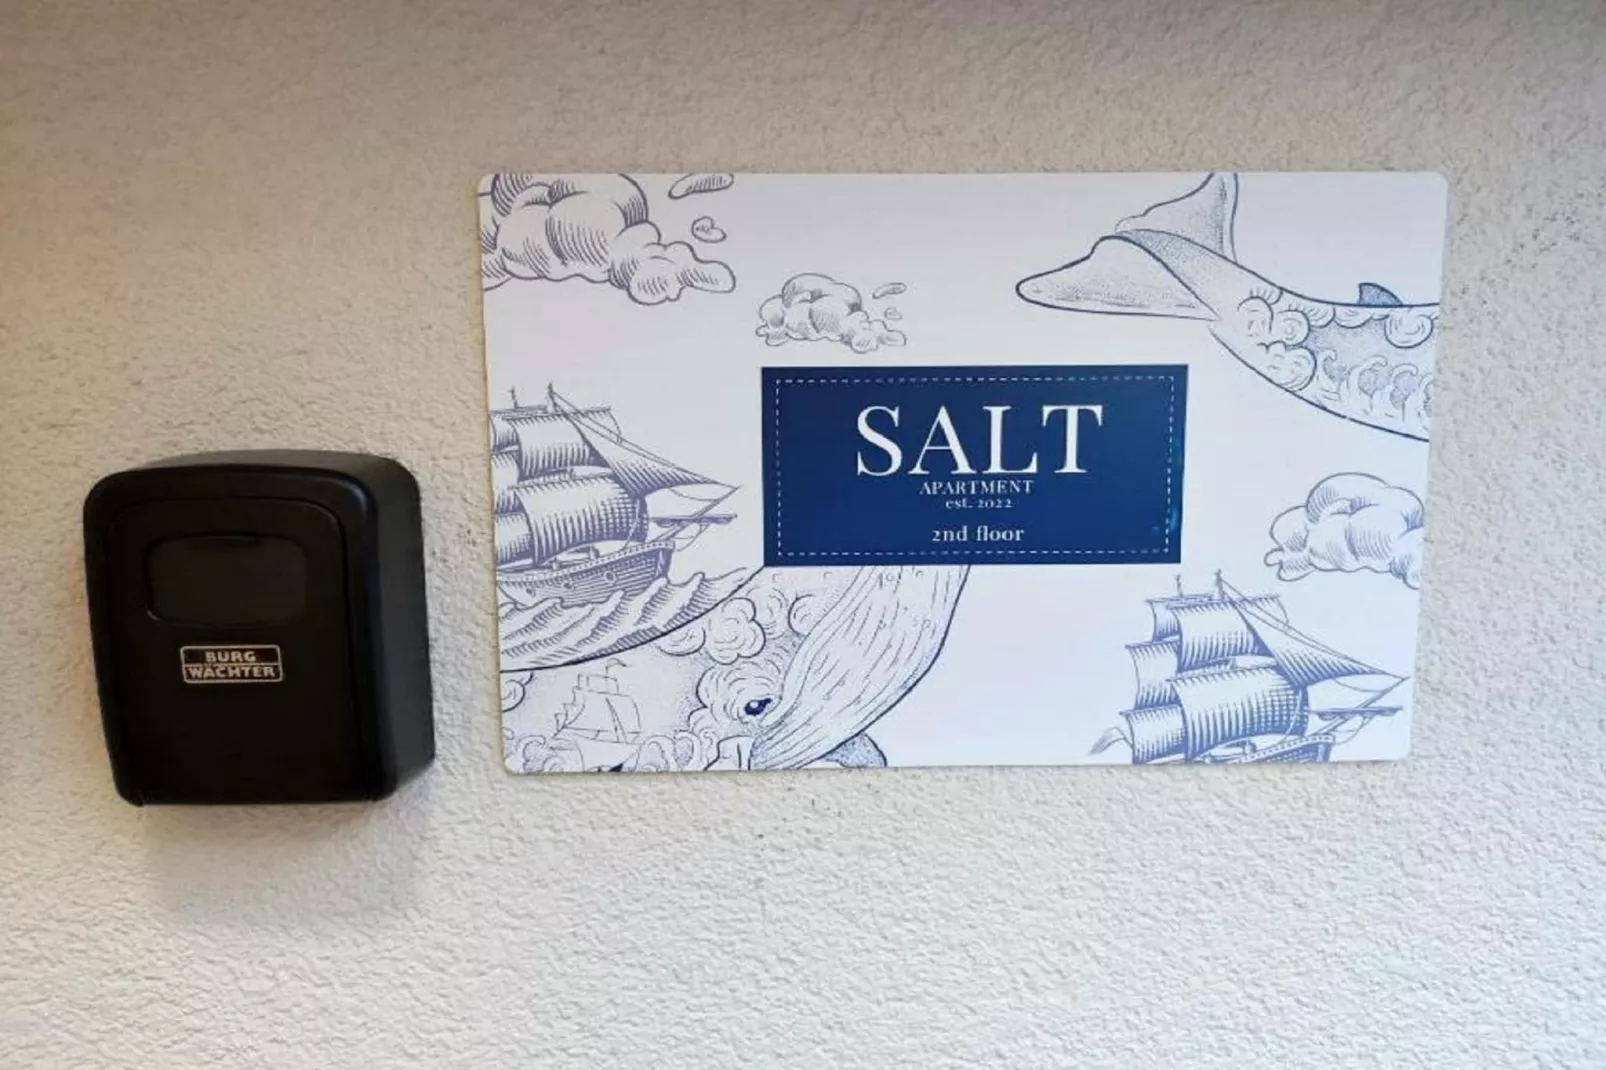 BURG
WÄCHTER
SALT
APARTMENT
est. 2022
2nd floor